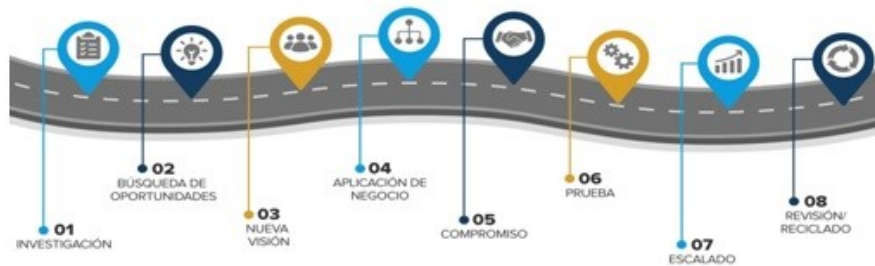 01
INVESTIGACIÓN
02
BÚSQUEDA DE
OPORTUNIDADES
03
NUEVA
VISIÓN
04
APLICACIÓN DE
NEGOCIO
05
COMPROMISO
06
PRUEBA
07
ESCALADO
08
REVISIÓN/
RECICLADO